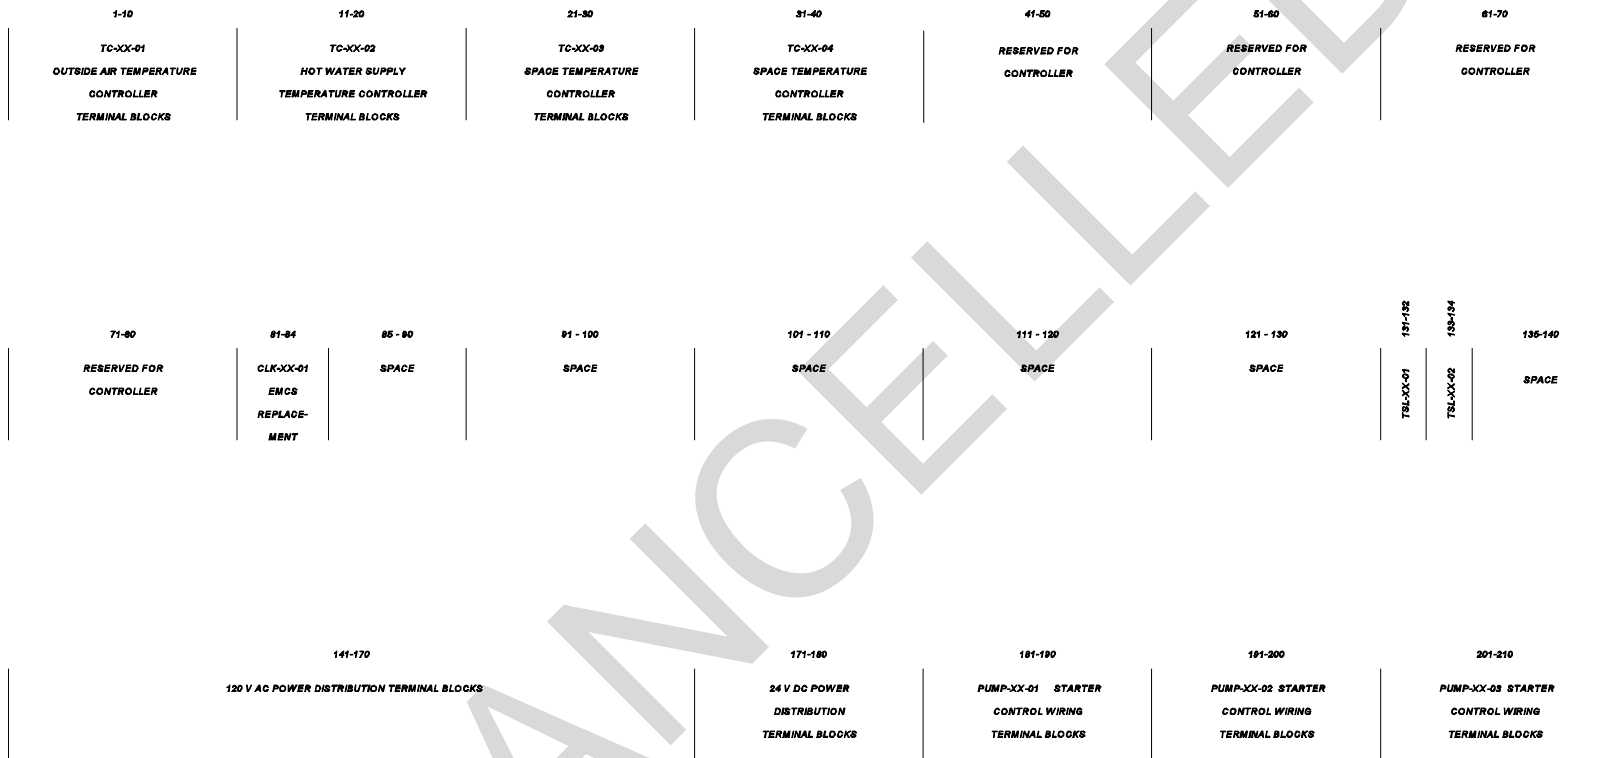 1-10 11-20 21-30 31-40 41-50 51-60 61-70
TC-XX-01
OUTSIDE AIR TEMPERATURE
CONTROLLER
TERMINAL BLOCKS
TC-XX-02
HOT WATER SUPPLY
TEMPERATURE CONTROLLER
TERMINAL BLOCKS
TC-XX-03
SPACE TEMPERATURE
CONTROLLER
TERMINAL BLOCKS
TC-XX-04
SPACE TEMPERATURE
CONTROLLER
TERMINAL BLOCKS
RESERVED FOR
CONTROLLER
RESERVED FOR
CONTROLLER
RESERVED FOR
CONTROLLER
71-80 81-84 85 - 90 91 - 100 101 - 110 111 - 120 121 - 130 131-132 133-134 135-140
RESERVED FOR
CONTROLLER
CLK-XX-01
EMCS
REPLACE-
MENT
SPACE
SPACE
SPACE
SPACE
SPACE
TSL-XX-01
TSL-XX-02
SPACE
141-170 171-180 181-190 191-200 201-210
120 V AC POWER DISTRIBUTION TERMINAL BLOCKS
24 V DC POWER
DISTRIBUTION
TERMINAL BLOCKS
PUMP-XX-01 STARTER
CONTROL WIRING
TERMINAL BLOCKS
PUMP-XX-02 STARTER
CONTROL WIRING
TERMINAL BLOCKS
PUMP-XX-03 STARTER
CONTROL WIRING
TERMINAL BLOCKS
ANCELLED